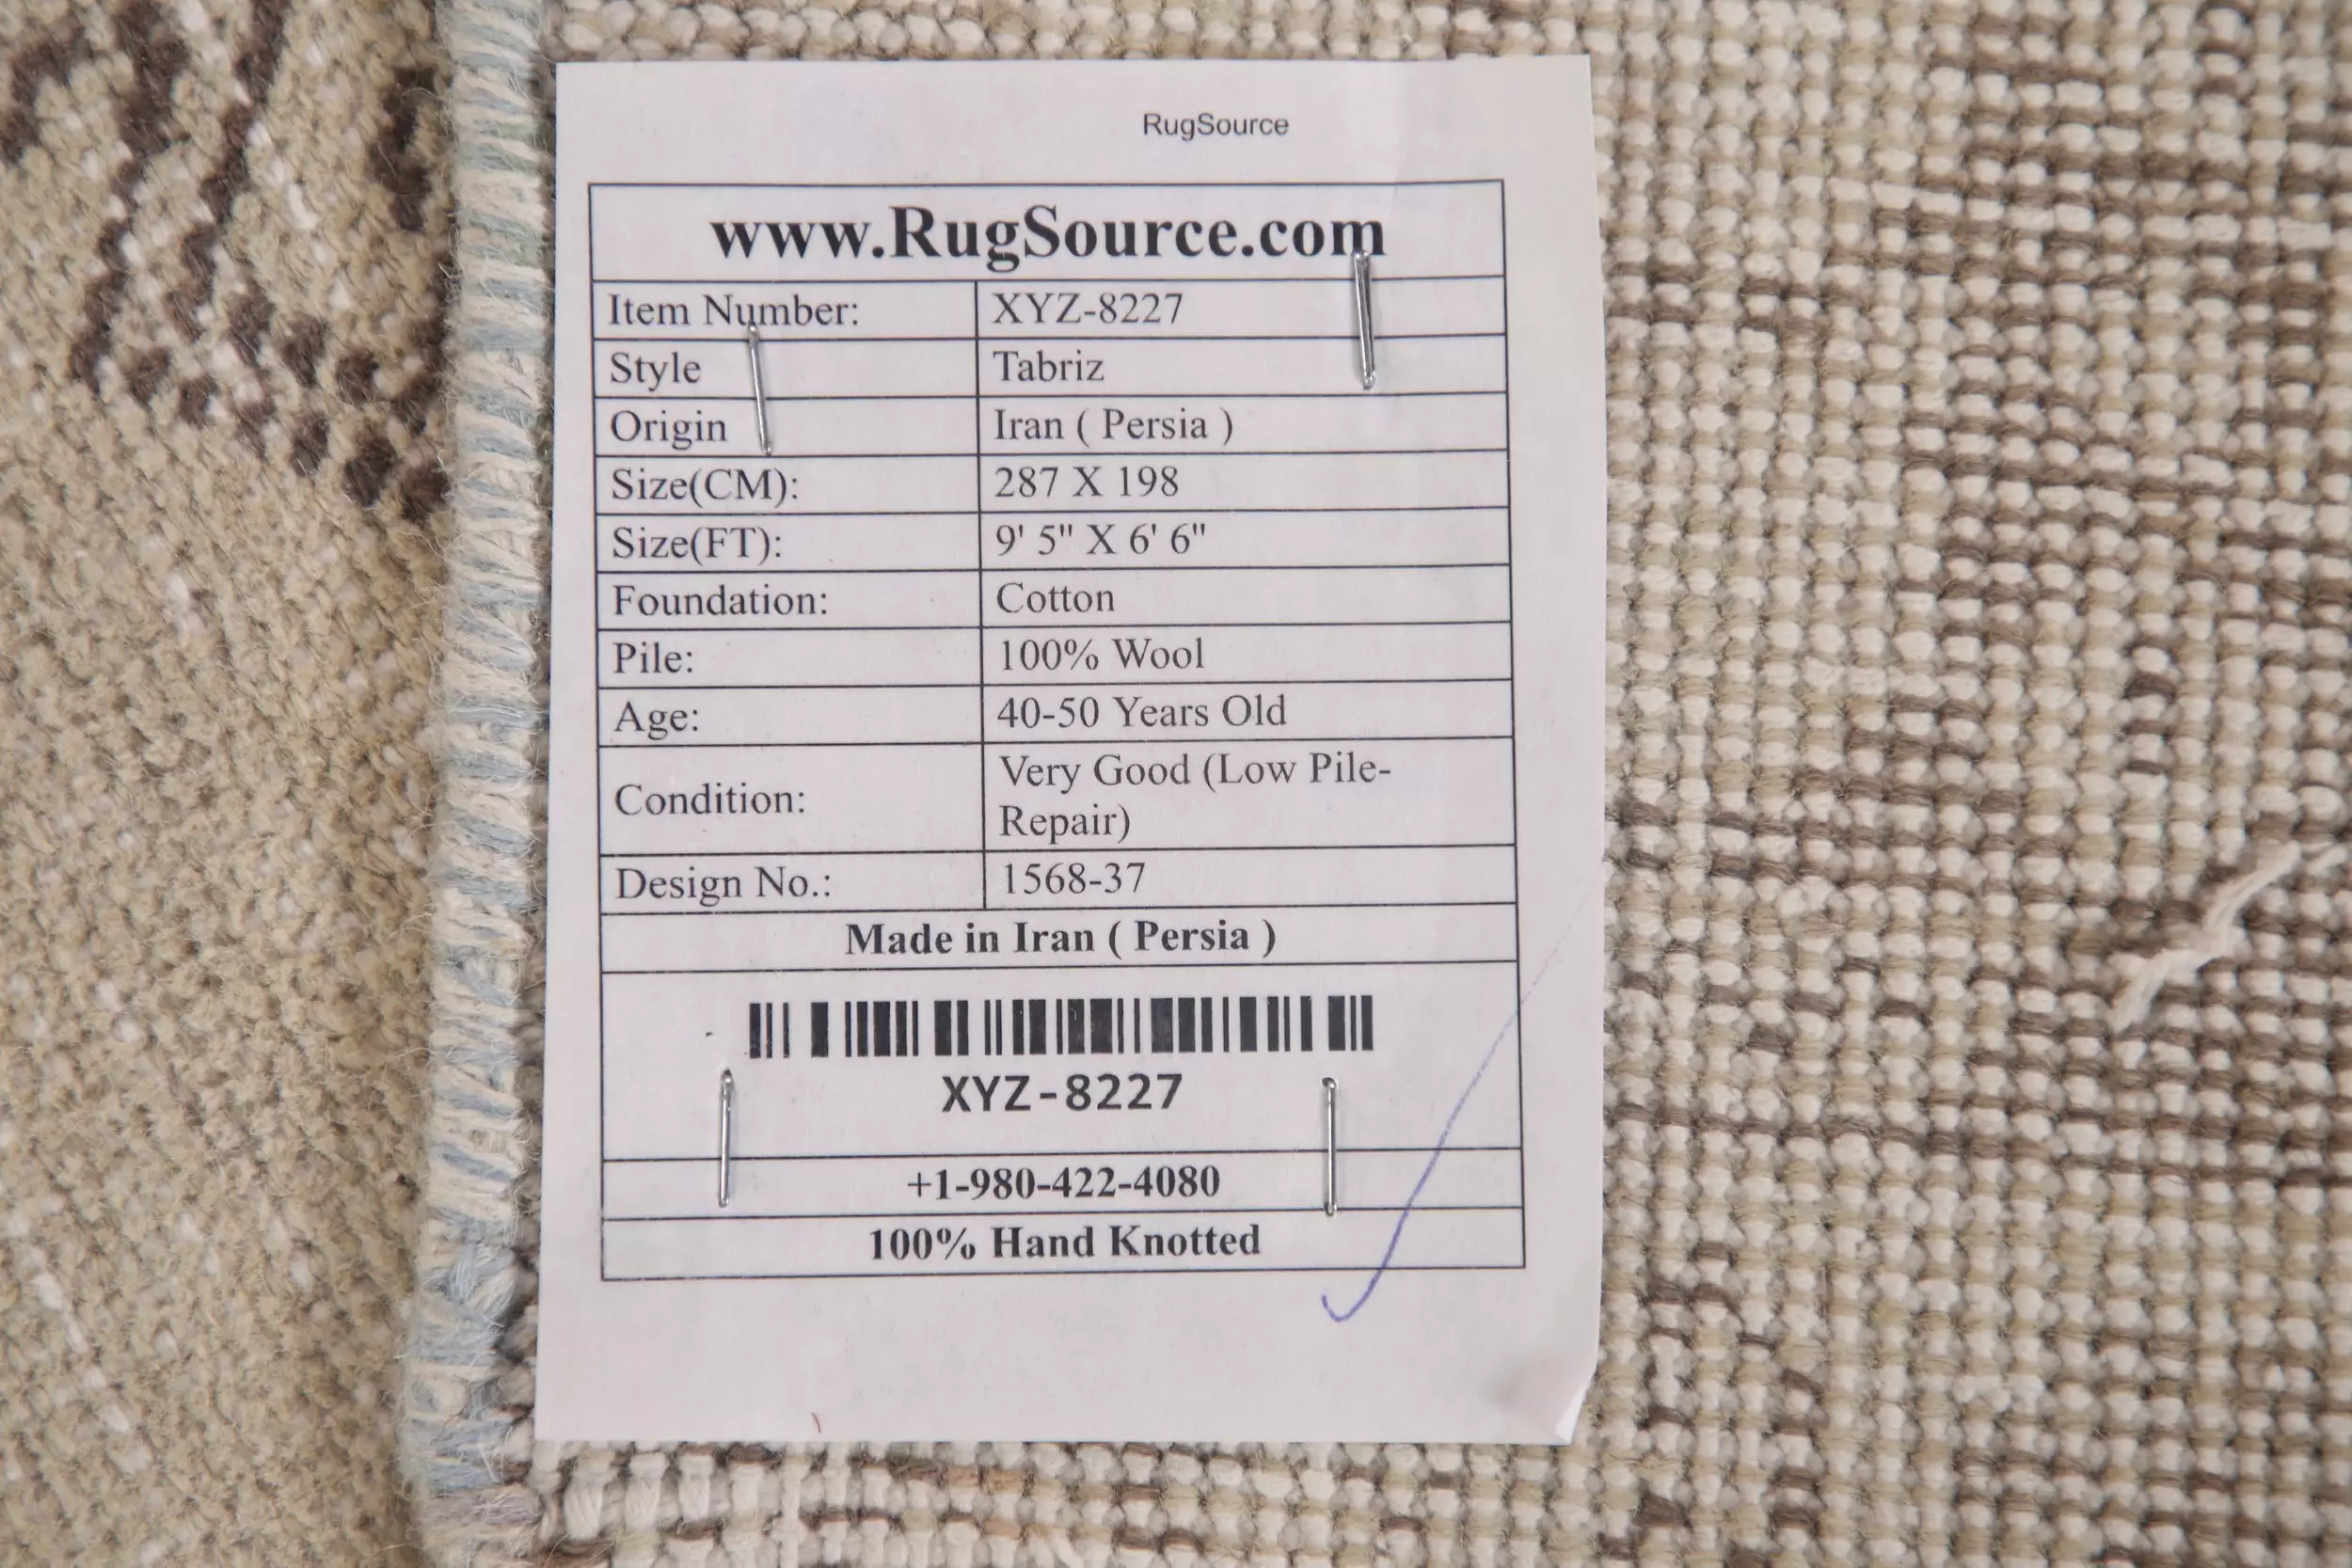 RugSource
www.RugSource.com
Item Number: XYZ-8227
Style Tabriz
Origin Iran ( Persia )
Size(CM): 287 X 198
Size(FT): 9' 5" X 6' 6"
Foundation: Cotton
Pile: 100% Wool
Age: 40-50 Years Old
Condition: Very Good (Low Pile-
Repair)
Design No.: 1568-37
Made in Iran ( Persia )
XYZ-8227
+1-980-422-4080
100% Hand Knotted